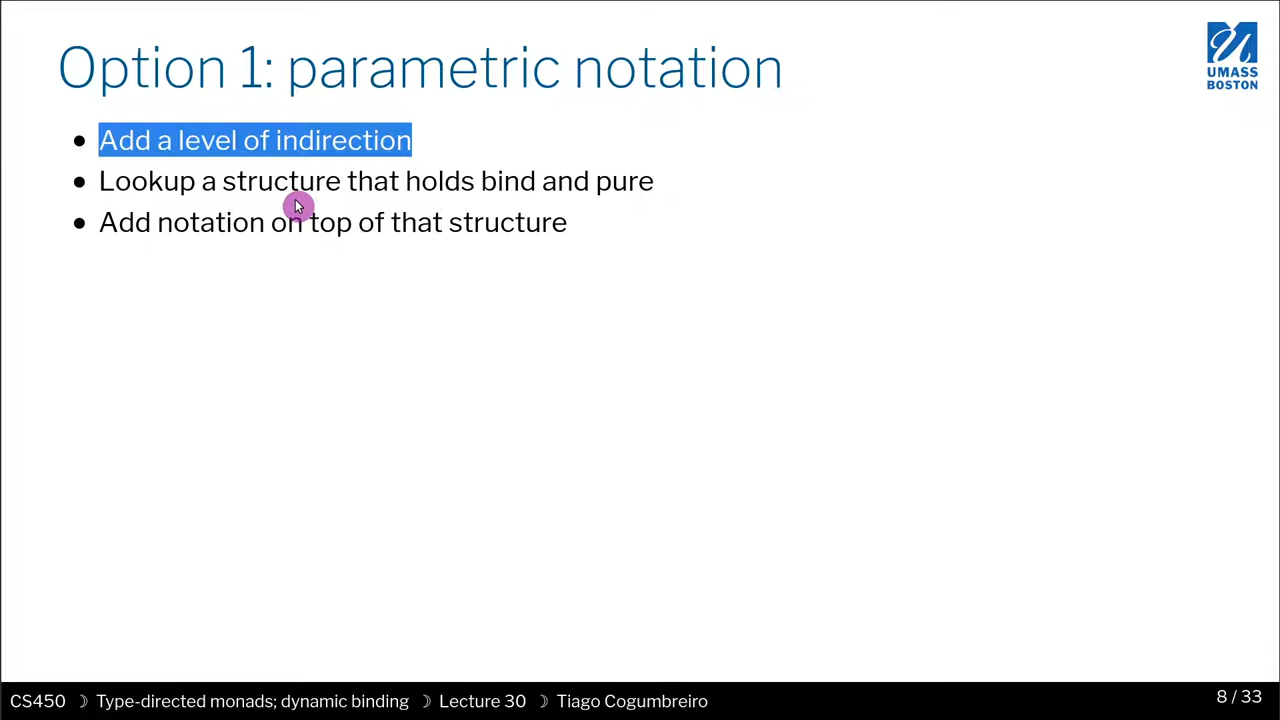 Option 1: parametric notation
UMASS
BOSTON
Add a level of indirection
Lookup a structure that holds bind and pure
Add notation on top of that structure
CS450 ☽ Type-directed monads; dynamic binding ☽ Lecture 30 ☽ Tiago Cogumbreiro
8 / 33